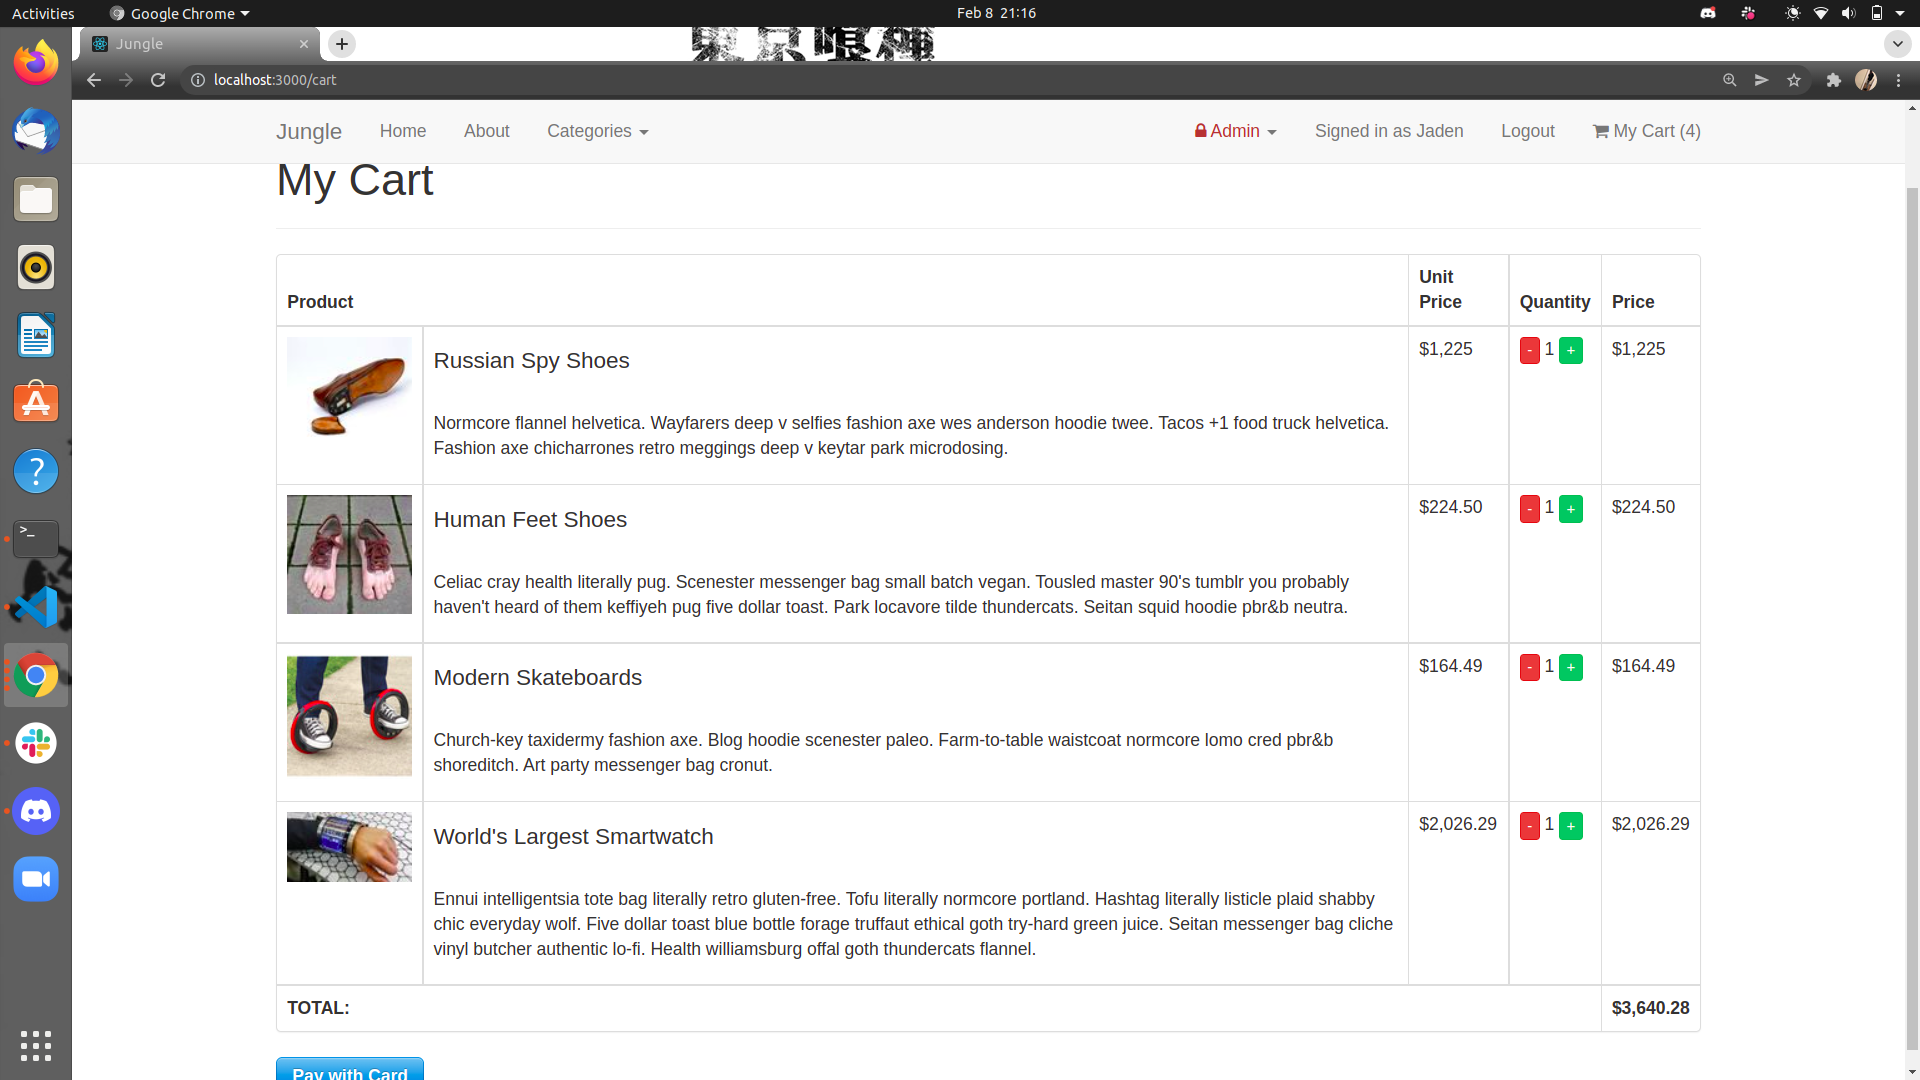 Activities
Google Chrome
Feb 8 21:16
Jungle
localhost:3000/cart
Jungle
Home
About
Categories
Admin
Signed in as Jaden
Logout
My Cart (4)
My Cart
Product
Unit
Price
Quantity
Price
Russian Spy Shoes
$1,225
- 1 +
$1,225
Normcore flannel helvetica. Wayfarers deep v selfies fashion axe wes anderson hoodie twee. Tacos +1 food truck helvetica.
Fashion axe chicharrones retro meggings deep v keytar park microdosing.
Human Feet Shoes
$224.50
- 1 +
$224.50
Celiac cray health literally pug. Scenester messenger bag small batch vegan. Tousled master 90's tumblr you probably
haven't heard of them keffiyeh pug five dollar toast. Park locavore tilde thundercats. Seitan squid hoodie pbr&b neutra.
Modern Skateboards
$164.49
- 1 +
$164.49
Church-key taxidermy fashion axe. Blog hoodie scenester paleo. Farm-to-table waistcoat normcore lomo cred pbr&b
shoreditch. Art party messenger bag cronut.
World's Largest Smartwatch
$2,026.29
- 1 +
$2,026.29
Ennui intelligentsia tote bag literally retro gluten-free. Tofu literally normcore portland. Hashtag literally listicle plaid shabby
chic everyday wolf. Five dollar toast blue bottle forage truffaut ethical goth try-hard green juice. Seitan messenger bag cliche
vinyl butcher authentic lo-fi. Health williamsburg offal goth thundercats flannel.
TOTAL:
$3,640.28
Pay with Card